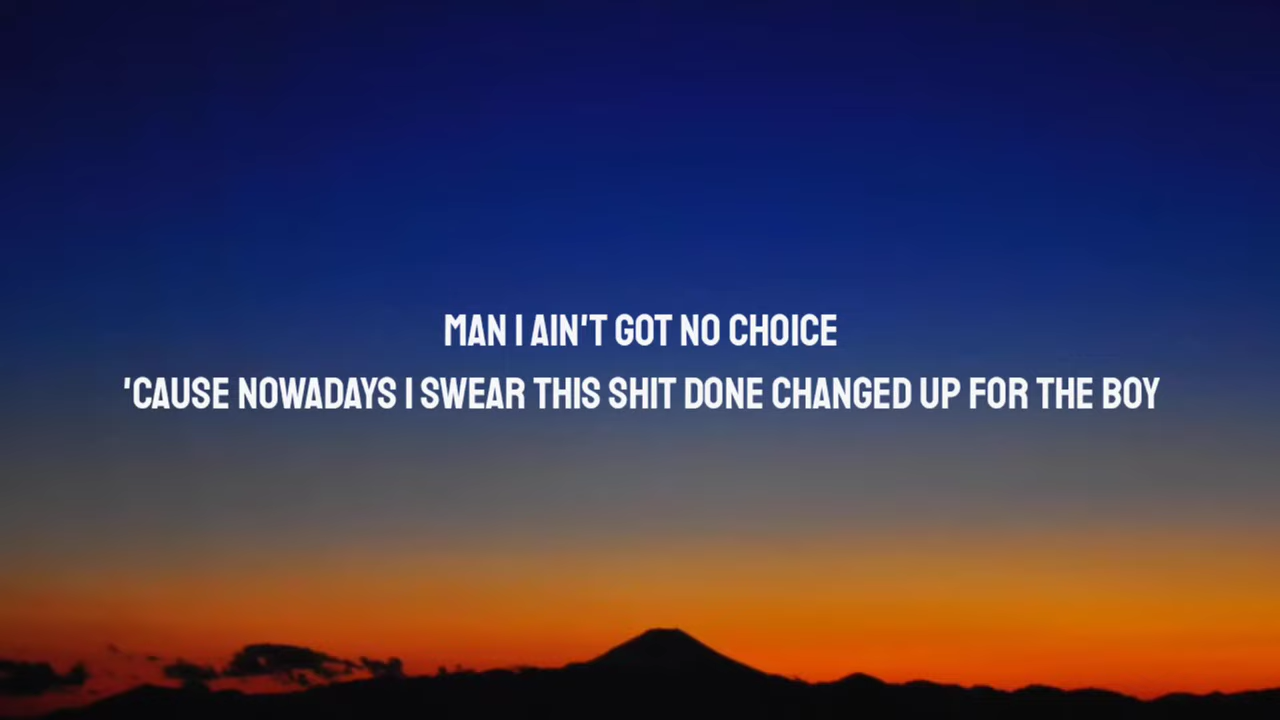 MAN I AIN'T GOT NO CHOICE
'CAUSE NOWADAYS I SWEAR THIS SHIT DONE CHANGED UP FOR THE BOY